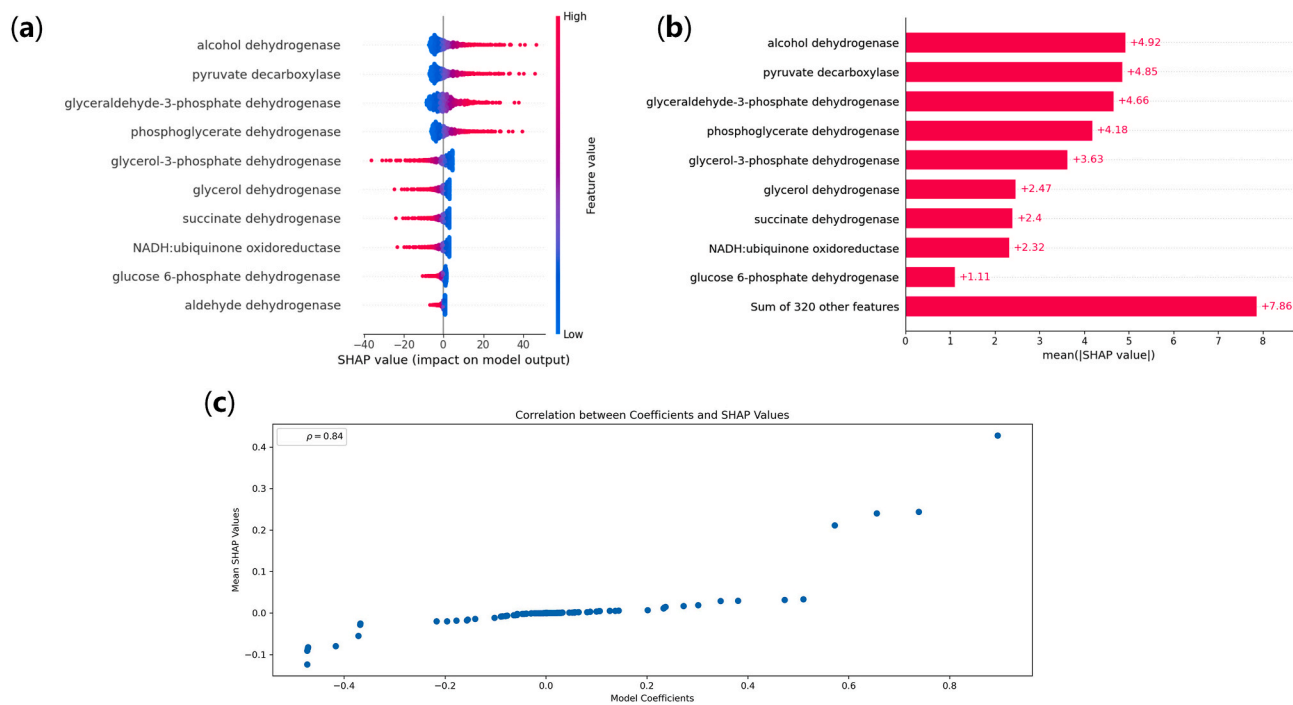 (a)
High
alcohol dehydrogenase
pyruvate decarboxylase
glyceraldehyde-3-phosphate dehydrogenase
phosphoglycerate dehydrogenase
glycerol-3-phosphate dehydrogenase
glycerol dehydrogenase
succinate dehydrogenase
NADH:ubiquinone oxidoreductase
glucose 6-phosphate dehydrogenase
aldehyde dehydrogenase
Feature value
Low
−40 −20 0 20 40
SHAP value (impact on model output)
(b)
alcohol dehydrogenase +4.92
pyruvate decarboxylase +4.85
glyceraldehyde-3-phosphate dehydrogenase +4.66
phosphoglycerate dehydrogenase +4.18
glycerol-3-phosphate dehydrogenase +3.63
glycerol dehydrogenase +2.47
succinate dehydrogenase +2.4
NADH:ubiquinone oxidoreductase +2.32
glucose 6-phosphate dehydrogenase +1.11
Sum of 320 other features +7.86
0 1 2 3 4 5 6 7 8
mean(|SHAP value|)
(c)
Correlation between Coefficients and SHAP Values
ρ = 0.84
0.4
0.3
0.2
0.1
0.0
−0.1
Mean SHAP Values
−0.4 −0.2 0.0 0.2 0.4 0.6 0.8
Model Coefficients